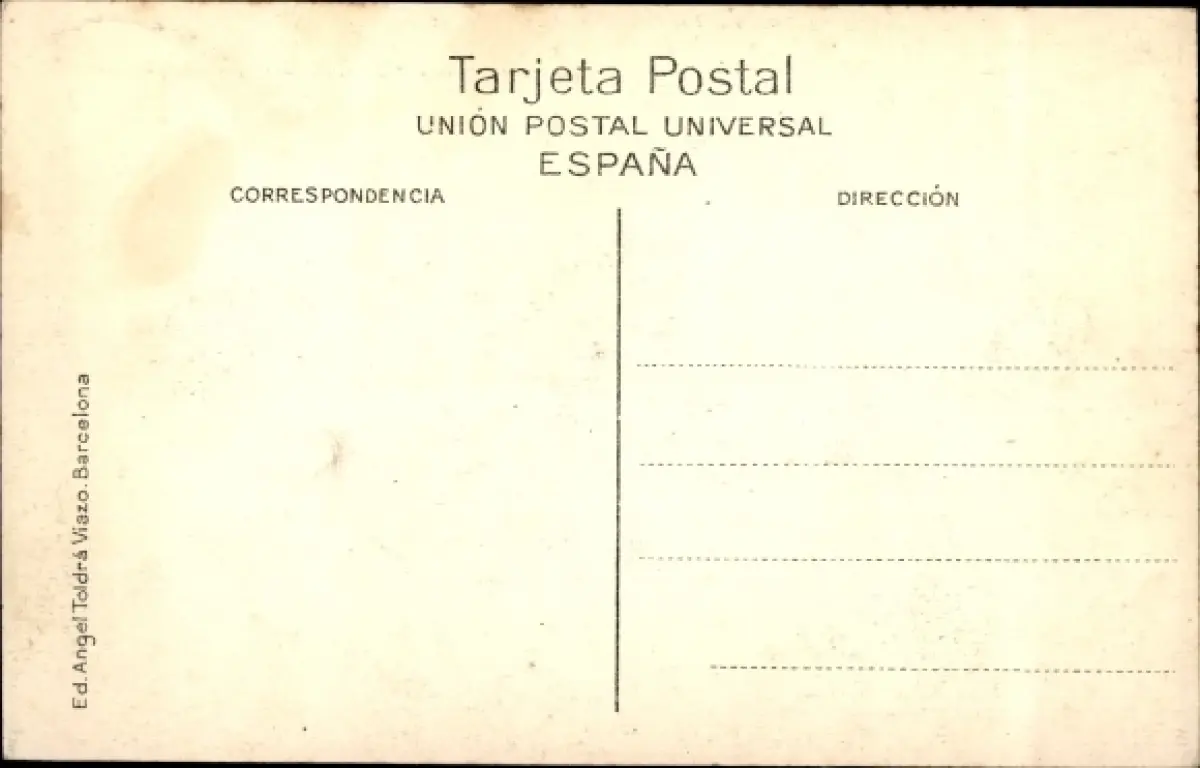 Tarjeta Postal
UNIÓN POSTAL UNIVERSAL
ESPAÑA
CORRESPONDENCIA
DIRECCIÓN
Ed. Angel Toldrá Viazo. Barcelona